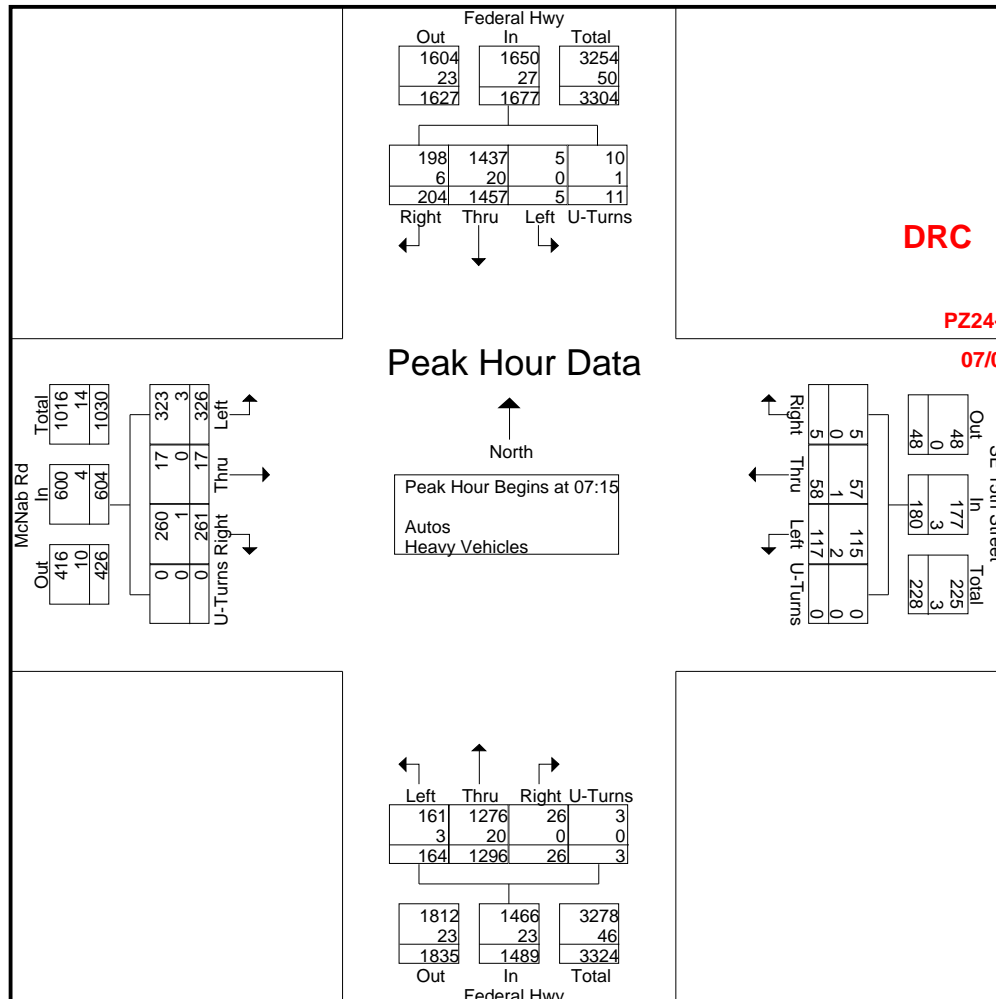 Federal Hwy
Out In Total
1604 1650 3254
23 27 50
1627 1677 3304
198 1437 5 10
6 20 0 1
204 1457 5 11
Right Thru Left U-Turns
DRC
PZ24-
07/0
Peak Hour Data
North
Peak Hour Begins at 07:15
Autos
Heavy Vehicles
McNab Rd
Out In Total
416 600 1016
10 4 14
426 604 1030
0 260 17 323
0 1 0 3
0 261 17 326
U-Turns Right Thru Left
Out In Total
48 177 225
0 3 3
48 180 228
5 57 115 0
0 1 2 0
5 58 117 0
Right Thru Left U-Turns
Left Thru Right U-Turns
161 1276 26 3
3 20 0 0
164 1296 26 3
1812 1466 3278
23 23 46
1835 1489 3324
Out In Total
Federal Hwy